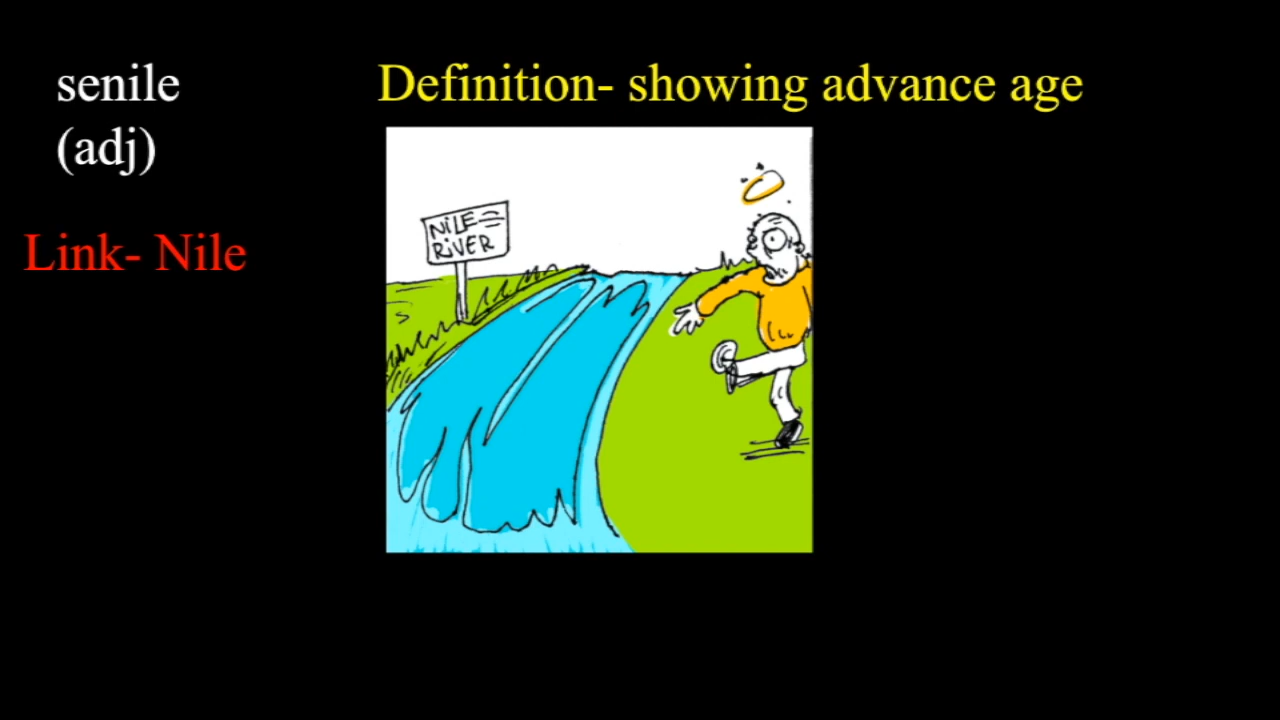 senile
(adj)
Definition- showing advance age
Link- Nile
NILE
RIVER